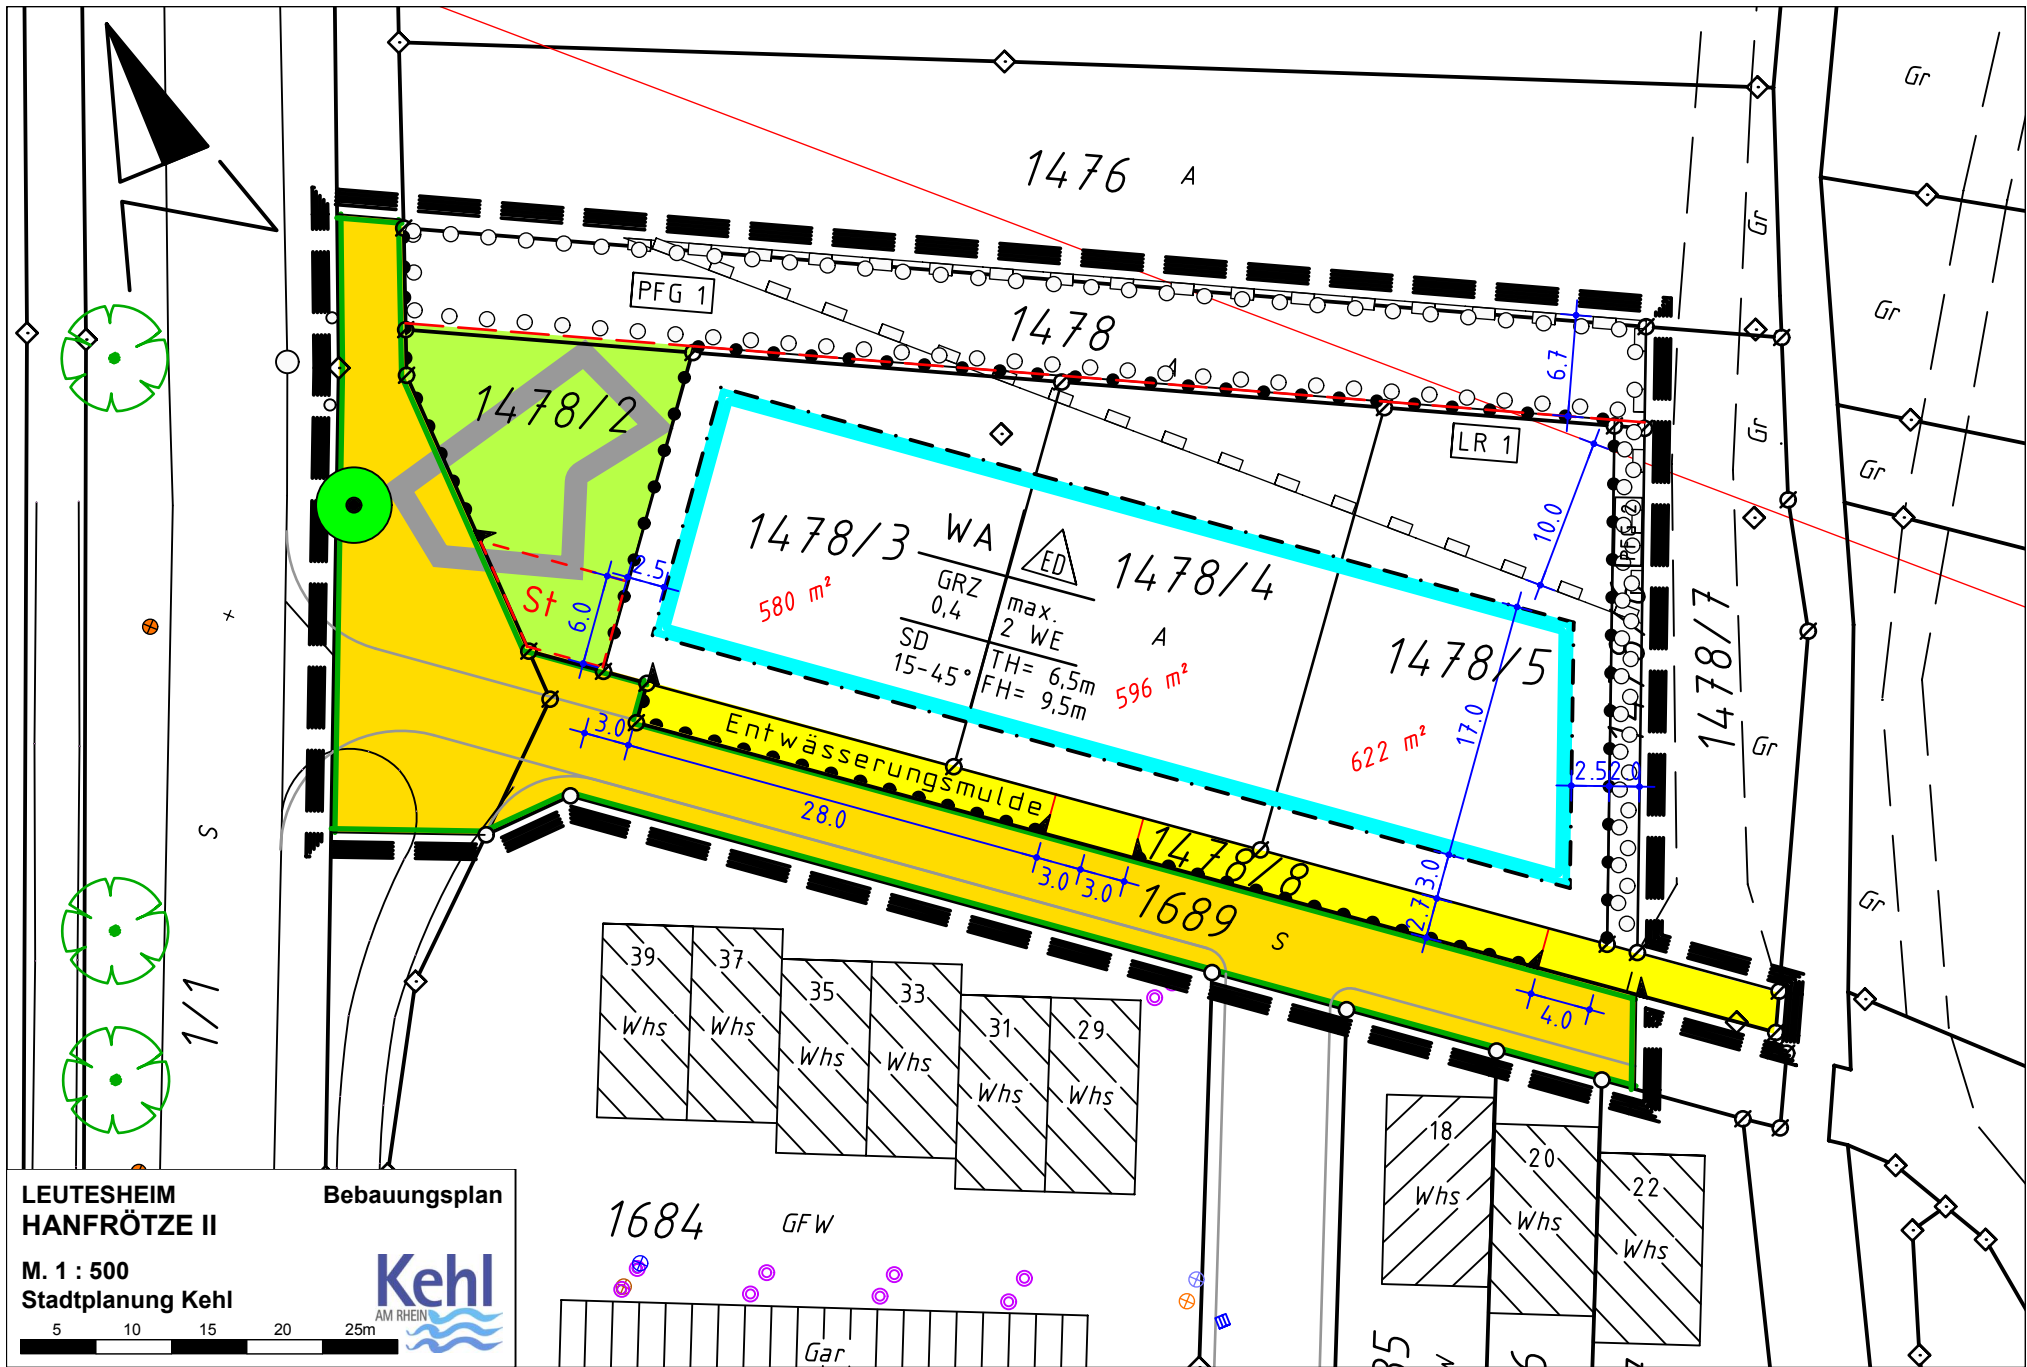 Gr
1476 A
Gr
PFG 1
1478
A
6.7
Gr
1478/2
LR 1
Gr
Gr
10.0
PFG 2
1478/3
WA
ED
1478/4
GRZ
0,4
max.
2 WE
580 m²
2.5
St
6.0
SD
15-45°
TH= 6,5m
FH= 9,5m
A
596 m²
1478/5
1478/7
622 m²
17.0
Gr
2.5
2.0
3.0
Entwässerungsmulde
28.0
S
1478/8
3.0
3.0
3.0
2.7
1689 S
Gr
4.0
1/1
39
Whs
37
Whs
35
Whs
33
Whs
31
Whs
29
Whs
18
Whs
20
Whs
22
Whs
1684 GFW
Gar
LEUTESHEIM Bebauungsplan
HANFRÖTZE II
M. 1 : 500
Stadtplanung Kehl
Kehl
AM RHEIN
5 10 15 20 25m